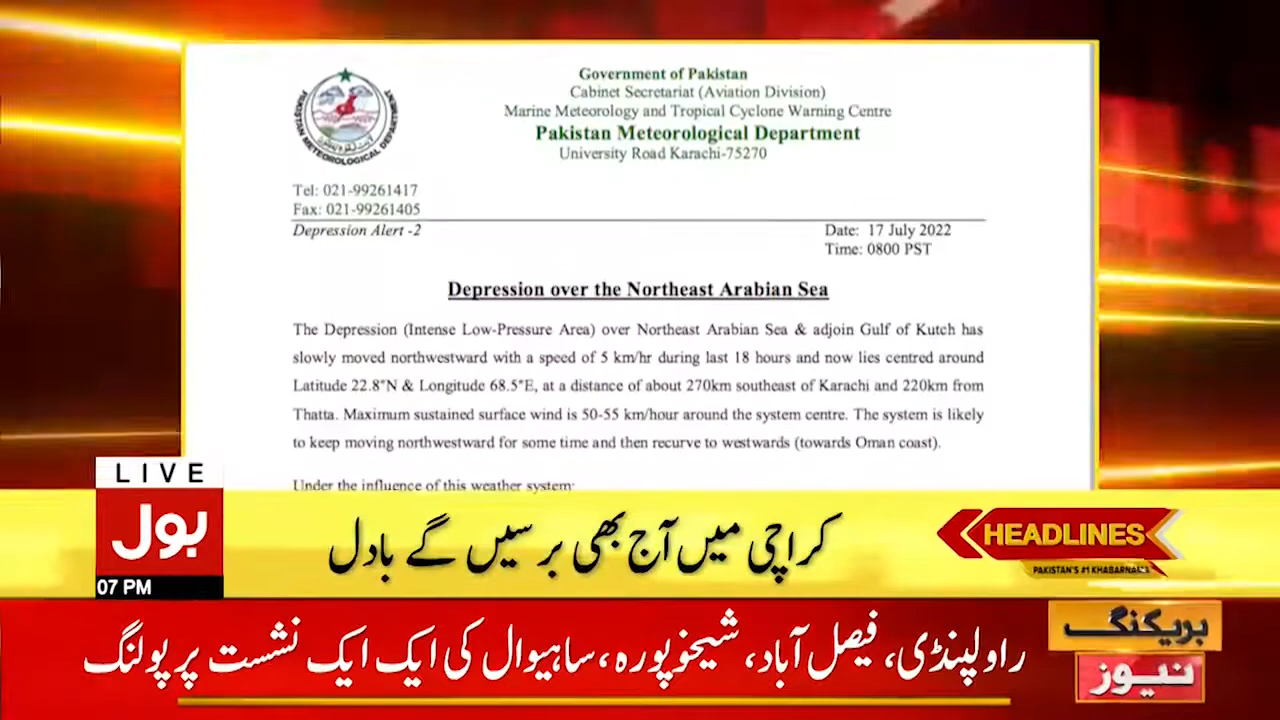 PAKISTAN METEOROLOGICAL DEPARTMENT
Government of Pakistan
Cabinet Secretariat (Aviation Division)
Marine Meteorology and Tropical Cyclone Warning Centre
Pakistan Meteorological Department
University Road Karachi-75270
Tel: 021-99261417
Fax: 021-99261405
Depression Alert -2
Date: 17 July 2022
Time: 0800 PST
Depression over the Northeast Arabian Sea
The Depression (Intense Low-Pressure Area) over Northeast Arabian Sea & adjoin Gulf of Kutch has
slowly moved northwestward with a speed of 5 km/hr during last 18 hours and now lies centred around
Latitude 22.8"N & Longitude 68.5"E, at a distance of about 270km southeast of Karachi and 220km from
Thatta. Maximum sustained surface wind is 50-55 km/hour around the system centre. The system is likely
to keep moving northwestward for some time and then recurve to westwards (towards Oman coast).
Under the influence of this weather system:
LIVE
بول
07 PM
کراچی میں آج بھی برسیں گے بادل
HEADLINES
PAKISTAN'S #1 KHABARNAMA
بریکنگ
نیوز
راولپنڈی، فیصل آباد، شیخوپورہ، ساہیوال کی ایک ایک نشست پر پولنگ